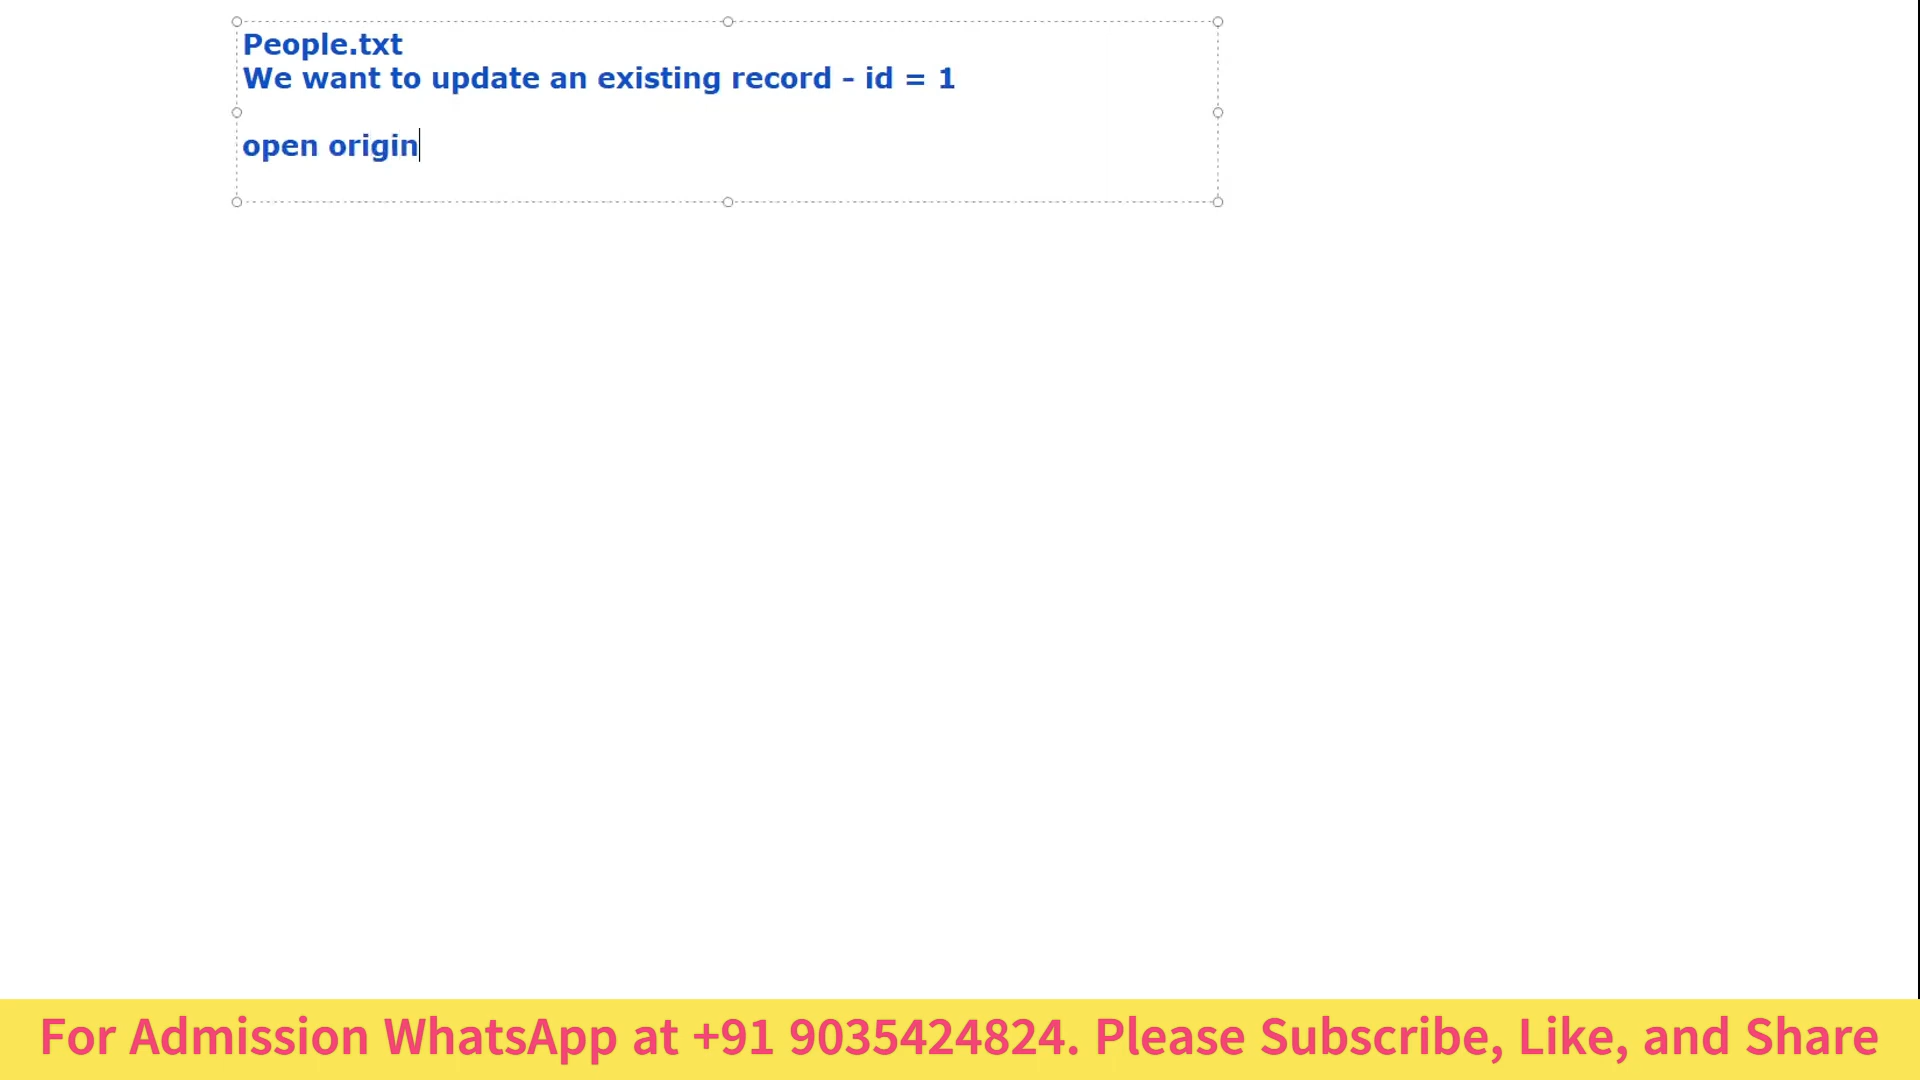 People.txt
We want to update an existing record - id = 1
open origin
For Admission WhatsApp at +91 9035424824. Please Subscribe, Like, and Share